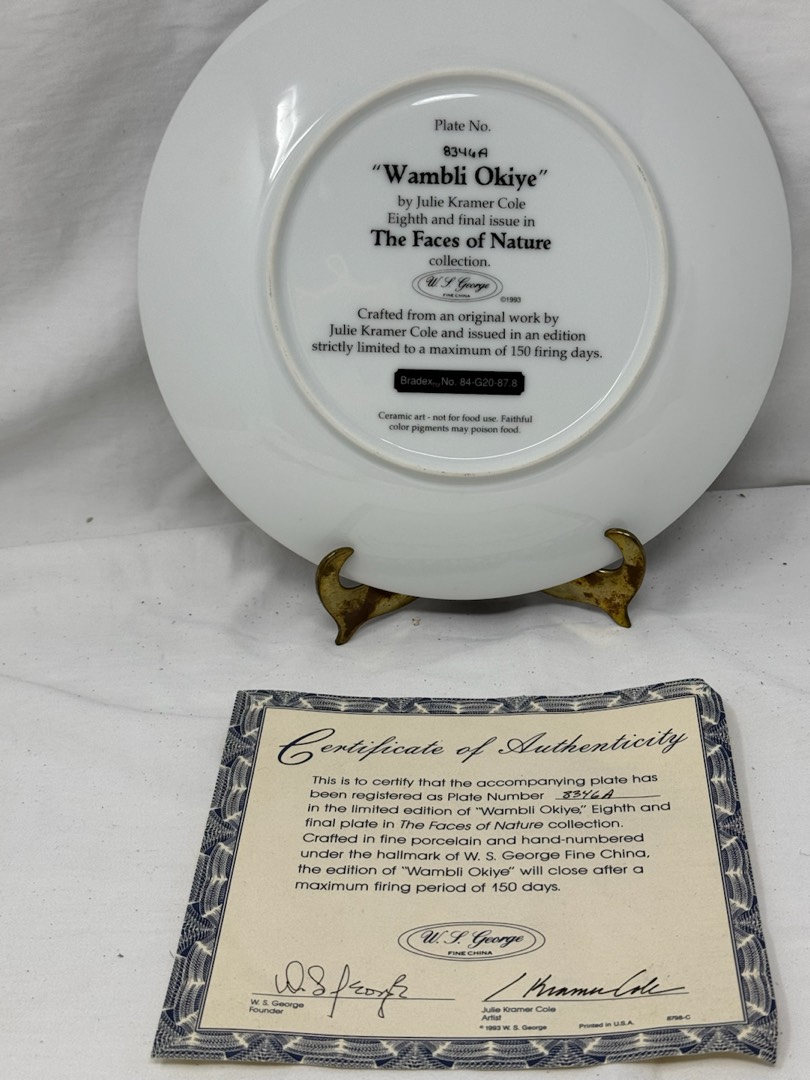 Plate No.
8346A
"Wambli Okiye"
by Julie Kramer Cole
Eighth and final issue in
The Faces of Nature
collection.
W. S. George
FINE CHINA
©1993
Crafted from an original work by
Julie Kramer Cole and issued in an edition
strictly limited to a maximum of 150 firing days.
Bradex™ No. 84-G20-87.8
Ceramic art - not for food use. Faithful
color pigments may poison food.
Certificate of Authenticity
This is to certify that the accompanying plate has
been registered as Plate Number 8346A
in the limited edition of "Wambli Okiye," Eighth and
final plate in The Faces of Nature collection.
Crafted in fine porcelain and hand-numbered
under the hallmark of W. S. George Fine China,
the edition of "Wambli Okiye" will close after a
maximum firing period of 150 days.
W. S. George
FINE CHINA
W. S. George
J Kramer Cole
W. S. George
Founder
Julie Kramer Cole
Artist
© 1993 W. S. George
Printed in U.S.A.
8798-C